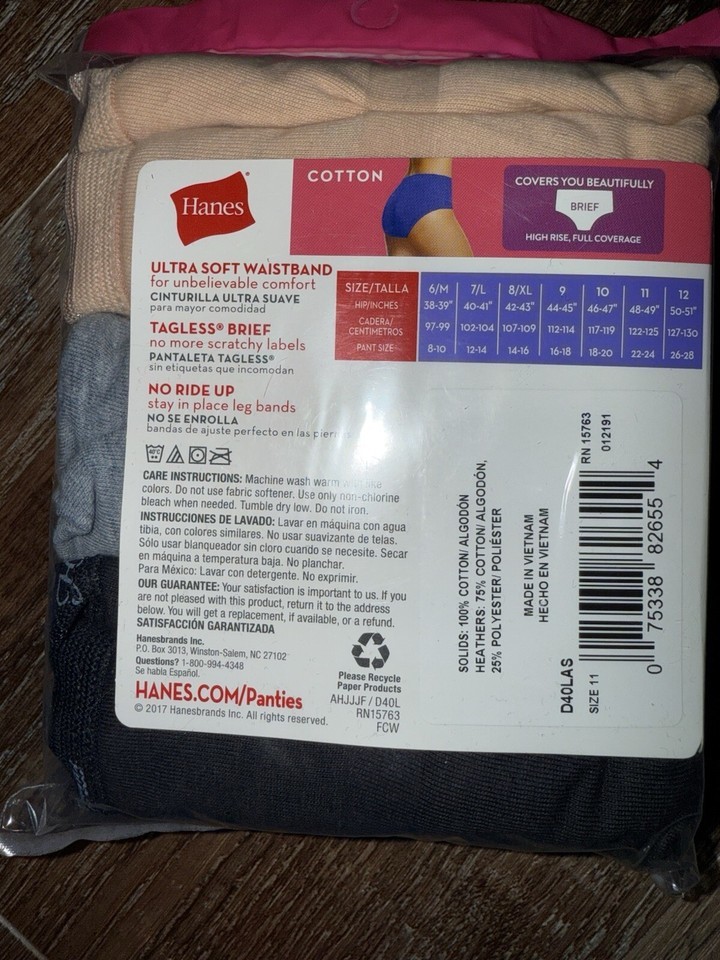 Hanes
COTTON
COVERS YOU BEAUTIFULLY
BRIEF
HIGH RISE, FULL COVERAGE
ULTRA SOFT WAISTBAND
for unbelievable comfort
CINTURILLA ULTRA SUAVE
para mayor comodidad
TAGLESS® BRIEF
no more scratchy labels
PANTALETA TAGLESS®
sin etiquetas que incomodan
NO RIDE UP
stay in place leg bands
NO SE ENROLLA
bandas de ajuste perfecto en las piernas
SIZE/TALLA 6/M 7/L 8/XL 9 10 11 12
HIP/INCHES 38-39" 40-41" 42-43" 44-45" 46-47" 48-49" 50-51"
CADERA/
CENTIMETROS 97-99 102-104 107-109 112-114 117-119 122-125 127-130
PANT SIZE 8-10 12-14 14-16 16-18 18-20 22-24 26-28
40°C
CARE INSTRUCTIONS: Machine wash warm with like
colors. Do not use fabric softener. Use only non-chlorine
bleach when needed. Tumble dry low. Do not iron.
INSTRUCCIONES DE LAVADO: Lavar en máquina con agua
tibia, con colores similares. No usar suavizante de telas.
Sólo usar blanqueador sin cloro cuando se necesite. Secar
en máquina a temperatura baja. No planchar.
Para México: Lavar con detergente. No exprimir.
OUR GUARANTEE: Your satisfaction is important to us. If you
are not pleased with this product, return it to the address
below. You will get a replacement, if available, or a refund.
SATISFACCIÓN GARANTIZADA
Hanesbrands Inc.
P.O. Box 3013, Winston-Salem, NC 27102
Questions? 1-800-994-4348
Se habla Español.
HANES.COM/Panties
© 2017 Hanesbrands Inc. All rights reserved.
Please Recycle
Paper Products
AHJJJF / D40L
RN15763
FCW
SOLIDS: 100% COTTON/ ALGODÓN
HEATHERS: 75% COTTON/ ALGODÓN,
25% POLYESTER/ POLIÉSTER
MADE IN VIETNAM
HECHO EN VIETNAM
D40LAS
SIZE 11
RN 15763
012191
0 75338 82655 4